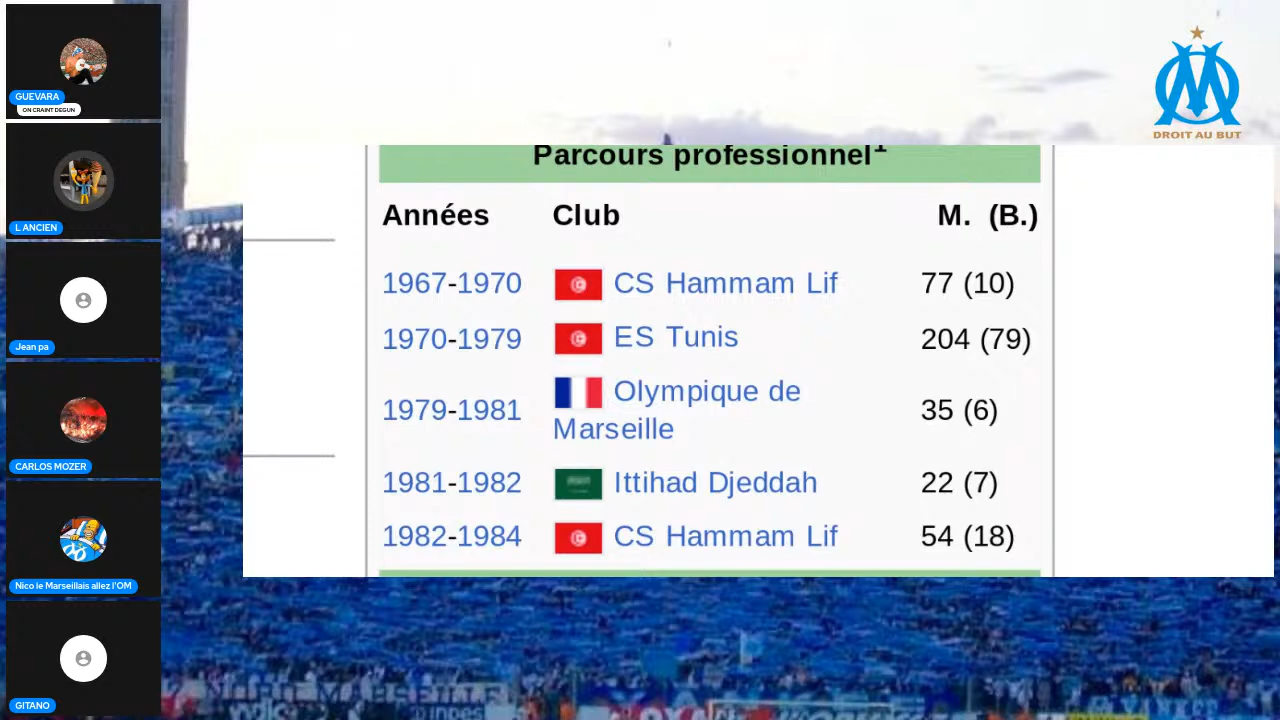 GUEVARA
ON CRAINT DEGUN
L ANCIEN
Jean pa
CARLOS MOZER
Nico le Marseillais allez l'OM
GITANO
DROIT AU BUT
Parcours professionnel¹
Années Club M. (B.)
1967-1970 CS Hammam Lif 77 (10)
1970-1979 ES Tunis 204 (79)
1979-1981 Olympique de
Marseille 35 (6)
1981-1982 Ittihad Djeddah 22 (7)
1982-1984 CS Hammam Lif 54 (18)
MARSEILLE